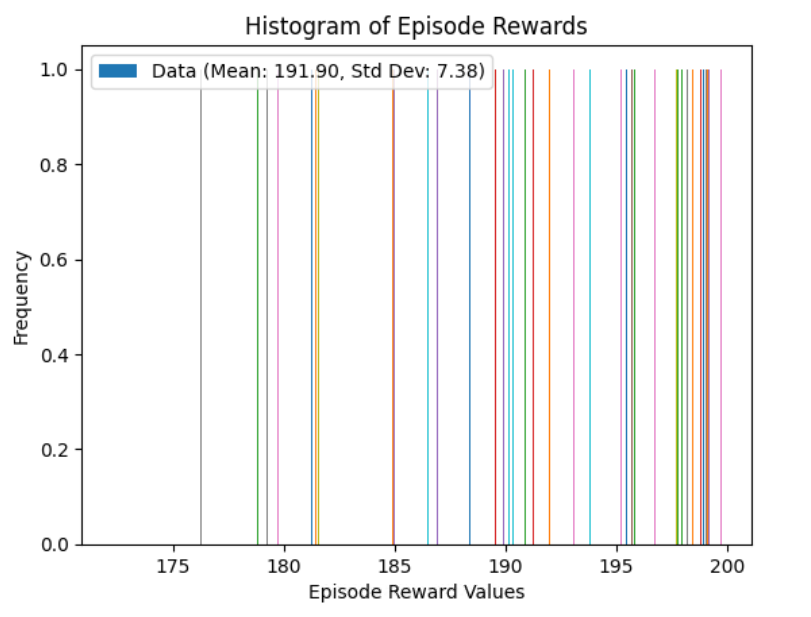 Histogram of Episode Rewards
Data (Mean: 191.90, Std Dev: 7.38)
1.0
0.8
0.6
0.4
0.2
0.0
Frequency
175 180 185 190 195 200
Episode Reward Values